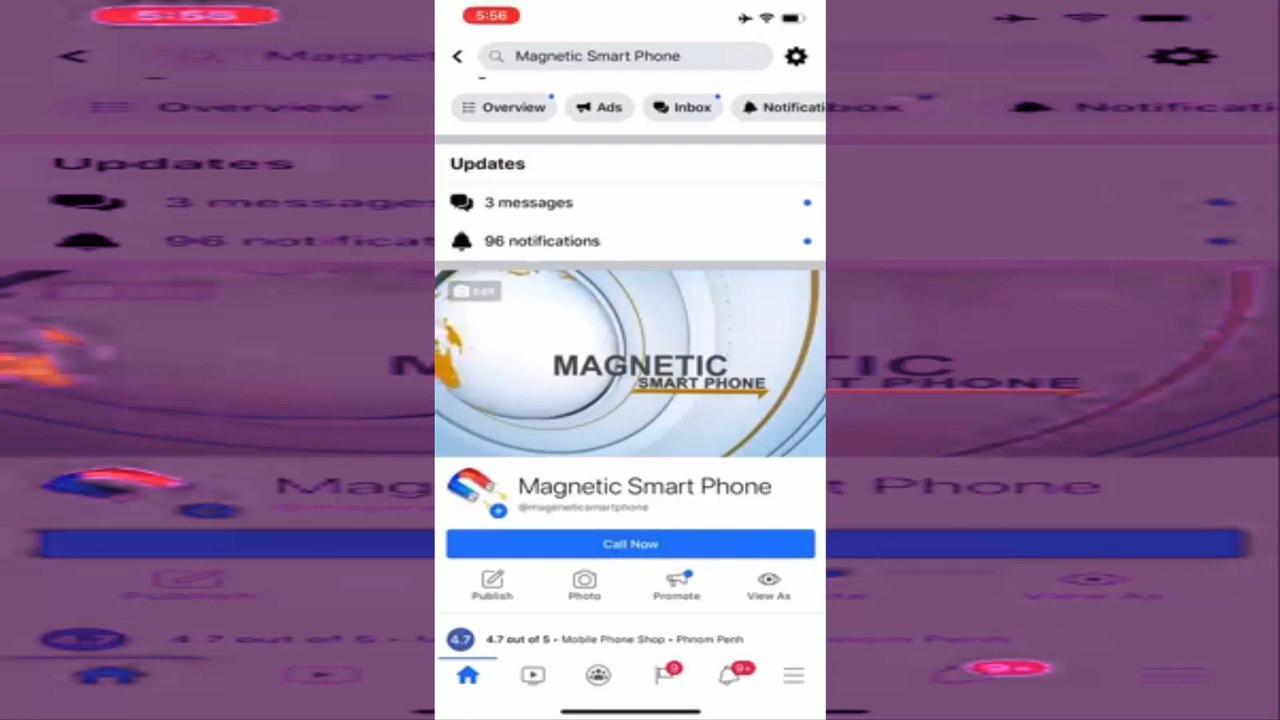 5:56
Magnetic Smart Phone
Overview
Ads
Inbox
Notificati
Updates
3 messages
96 notifications
Edit
MAGNETIC
SMART PHONE
Magnetic Smart Phone
@mageneticsmartphone
Call Now
Publish
Photo
Promote
View As
4.7
4.7 out of 5 • Mobile Phone Shop • Phnom Penh
9
9+